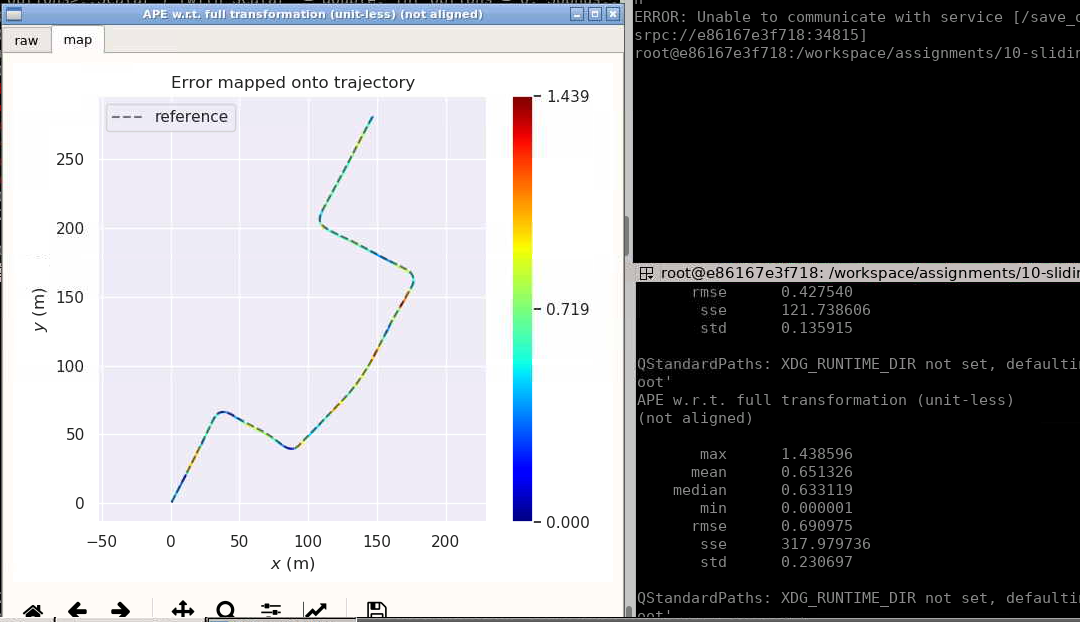 APE w.r.t. full transformation (unit-less) (not aligned)
raw map
Error mapped onto trajectory
reference
250
200
150
100
50
0
y (m)
−50 0 50 100 150 200
x (m)
1.439
0.719
0.000
ERROR: Unable to communicate with service [/save_
srpc://e86167e3f718:34815]
root@e86167e3f718:/workspace/assignments/10-slidin
root@e86167e3f718: /workspace/assignments/10-slidin
rmse 0.427540
sse 121.738606
std 0.135915
QStandardPaths: XDG_RUNTIME_DIR not set, defaultin
oot'
APE w.r.t. full transformation (unit-less)
(not aligned)
max 1.438596
mean 0.651326
median 0.633119
min 0.000001
rmse 0.690975
sse 317.979736
std 0.230697
QStandardPaths: XDG_RUNTIME_DIR not set, defaultin
oot'